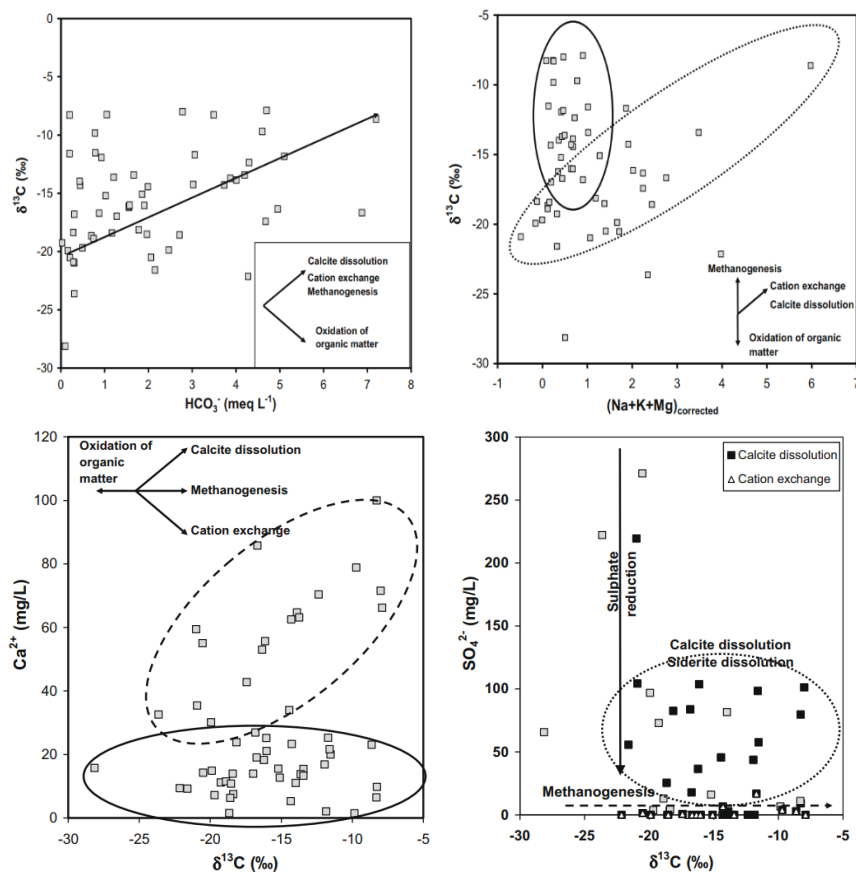 0
-5
-10
-15
-20
-25
-30
δ¹³C (‰)
Calcite dissolution
Cation exchange
Methanogenesis
Oxidation of
organic matter
0 1 2 3 4 5 6 7 8
HCO₃⁻ (meq L⁻¹)
-5
-10
-15
-20
-25
-30
δ¹³C (‰)
Methanogenesis
Cation exchange
Calcite dissolution
Oxidation of organic
matter
-1 0 1 2 3 4 5 6 7
(Na+K+Mg)corrected
120
100
80
60
40
20
0
Ca²⁺ (mg/L)
Oxidation of
organic
matter
Calcite dissolution
Methanogenesis
Cation exchange
-30 -25 -20 -15 -10 -5
δ¹³C (‰)
300
250
200
150
100
50
0
SO₄²⁻ (mg/L)
Calcite dissolution
Cation exchange
Sulphate
reduction
Calcite dissolution
Siderite dissolution
Methanogenesis
-30 -25 -20 -15 -10 -5
δ¹³C (‰)